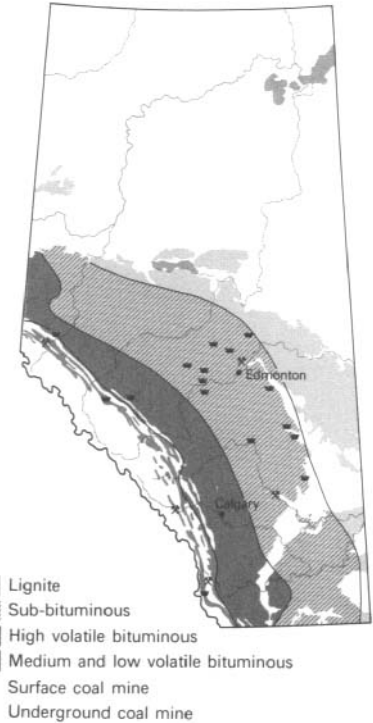 Edmonton
Calgary
Lignite
Sub-bituminous
High volatile bituminous
Medium and low volatile bituminous
Surface coal mine
Underground coal mine